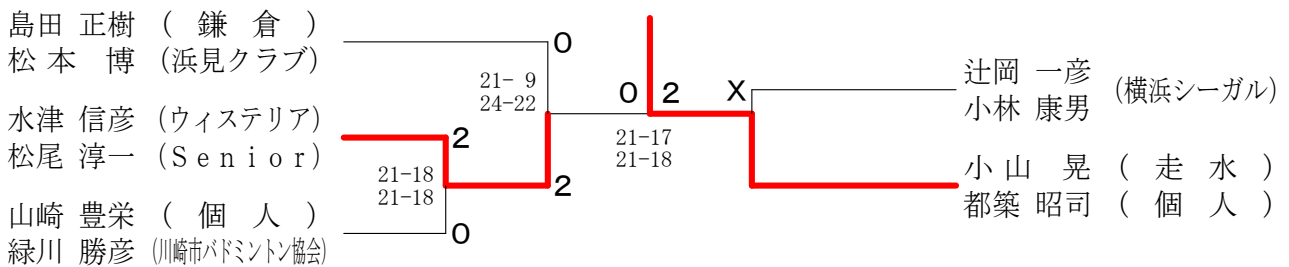 島田 正樹 ( 鎌 倉 )
松 本 博 (浜見クラブ)
水津 信彦 (ウィステリア)
松尾 淳一 (Senior)
山崎 豊栄 ( 個 人 )
緑川 勝彦 (川崎市バドミントン協会)
0
21- 9
24-22
2
21-18
21-18
2
0
0 2
21-17
21-18
X
辻岡 一彦
小林 康男
(横浜シーガル)
小 山 晃 ( 走 水 )
都築 昭司 ( 個 人 )